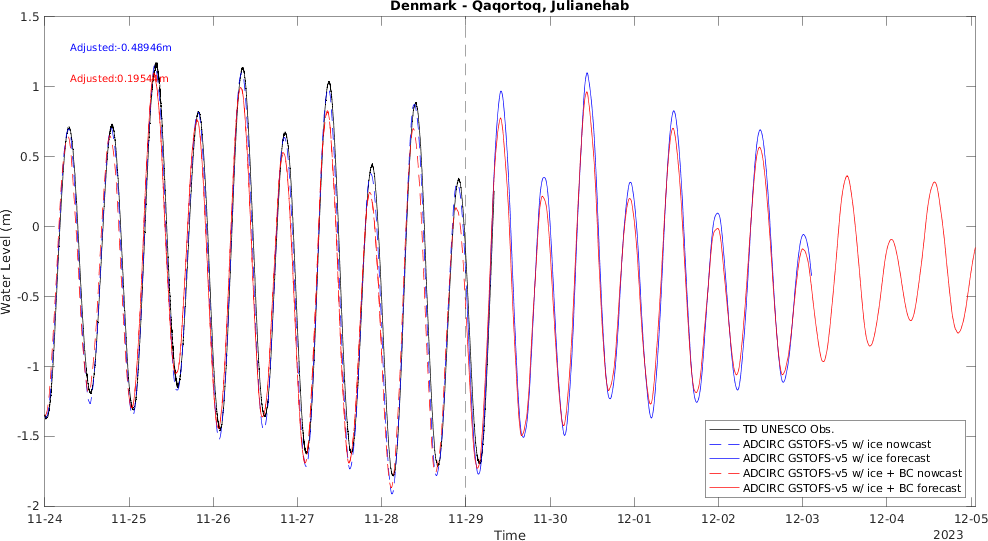 Denmark - Qaqortoq, Julianehab
Adjusted:-0.48946m
Water Level (m)
1.5
1
0.5
0
-0.5
-1
-1.5
-2
TD UNESCO Obs.
ADCIRC GSTOFS-v5 w/ ice nowcast
ADCIRC GSTOFS-v5 w/ ice forecast
ADCIRC GSTOFS-v5 w/ ice + BC nowcast
ADCIRC GSTOFS-v5 w/ ice + BC forecast
11-24 11-25 11-26 11-27 11-28 11-29 11-30 12-01 12-02 12-03 12-04 12-05
Time
2023